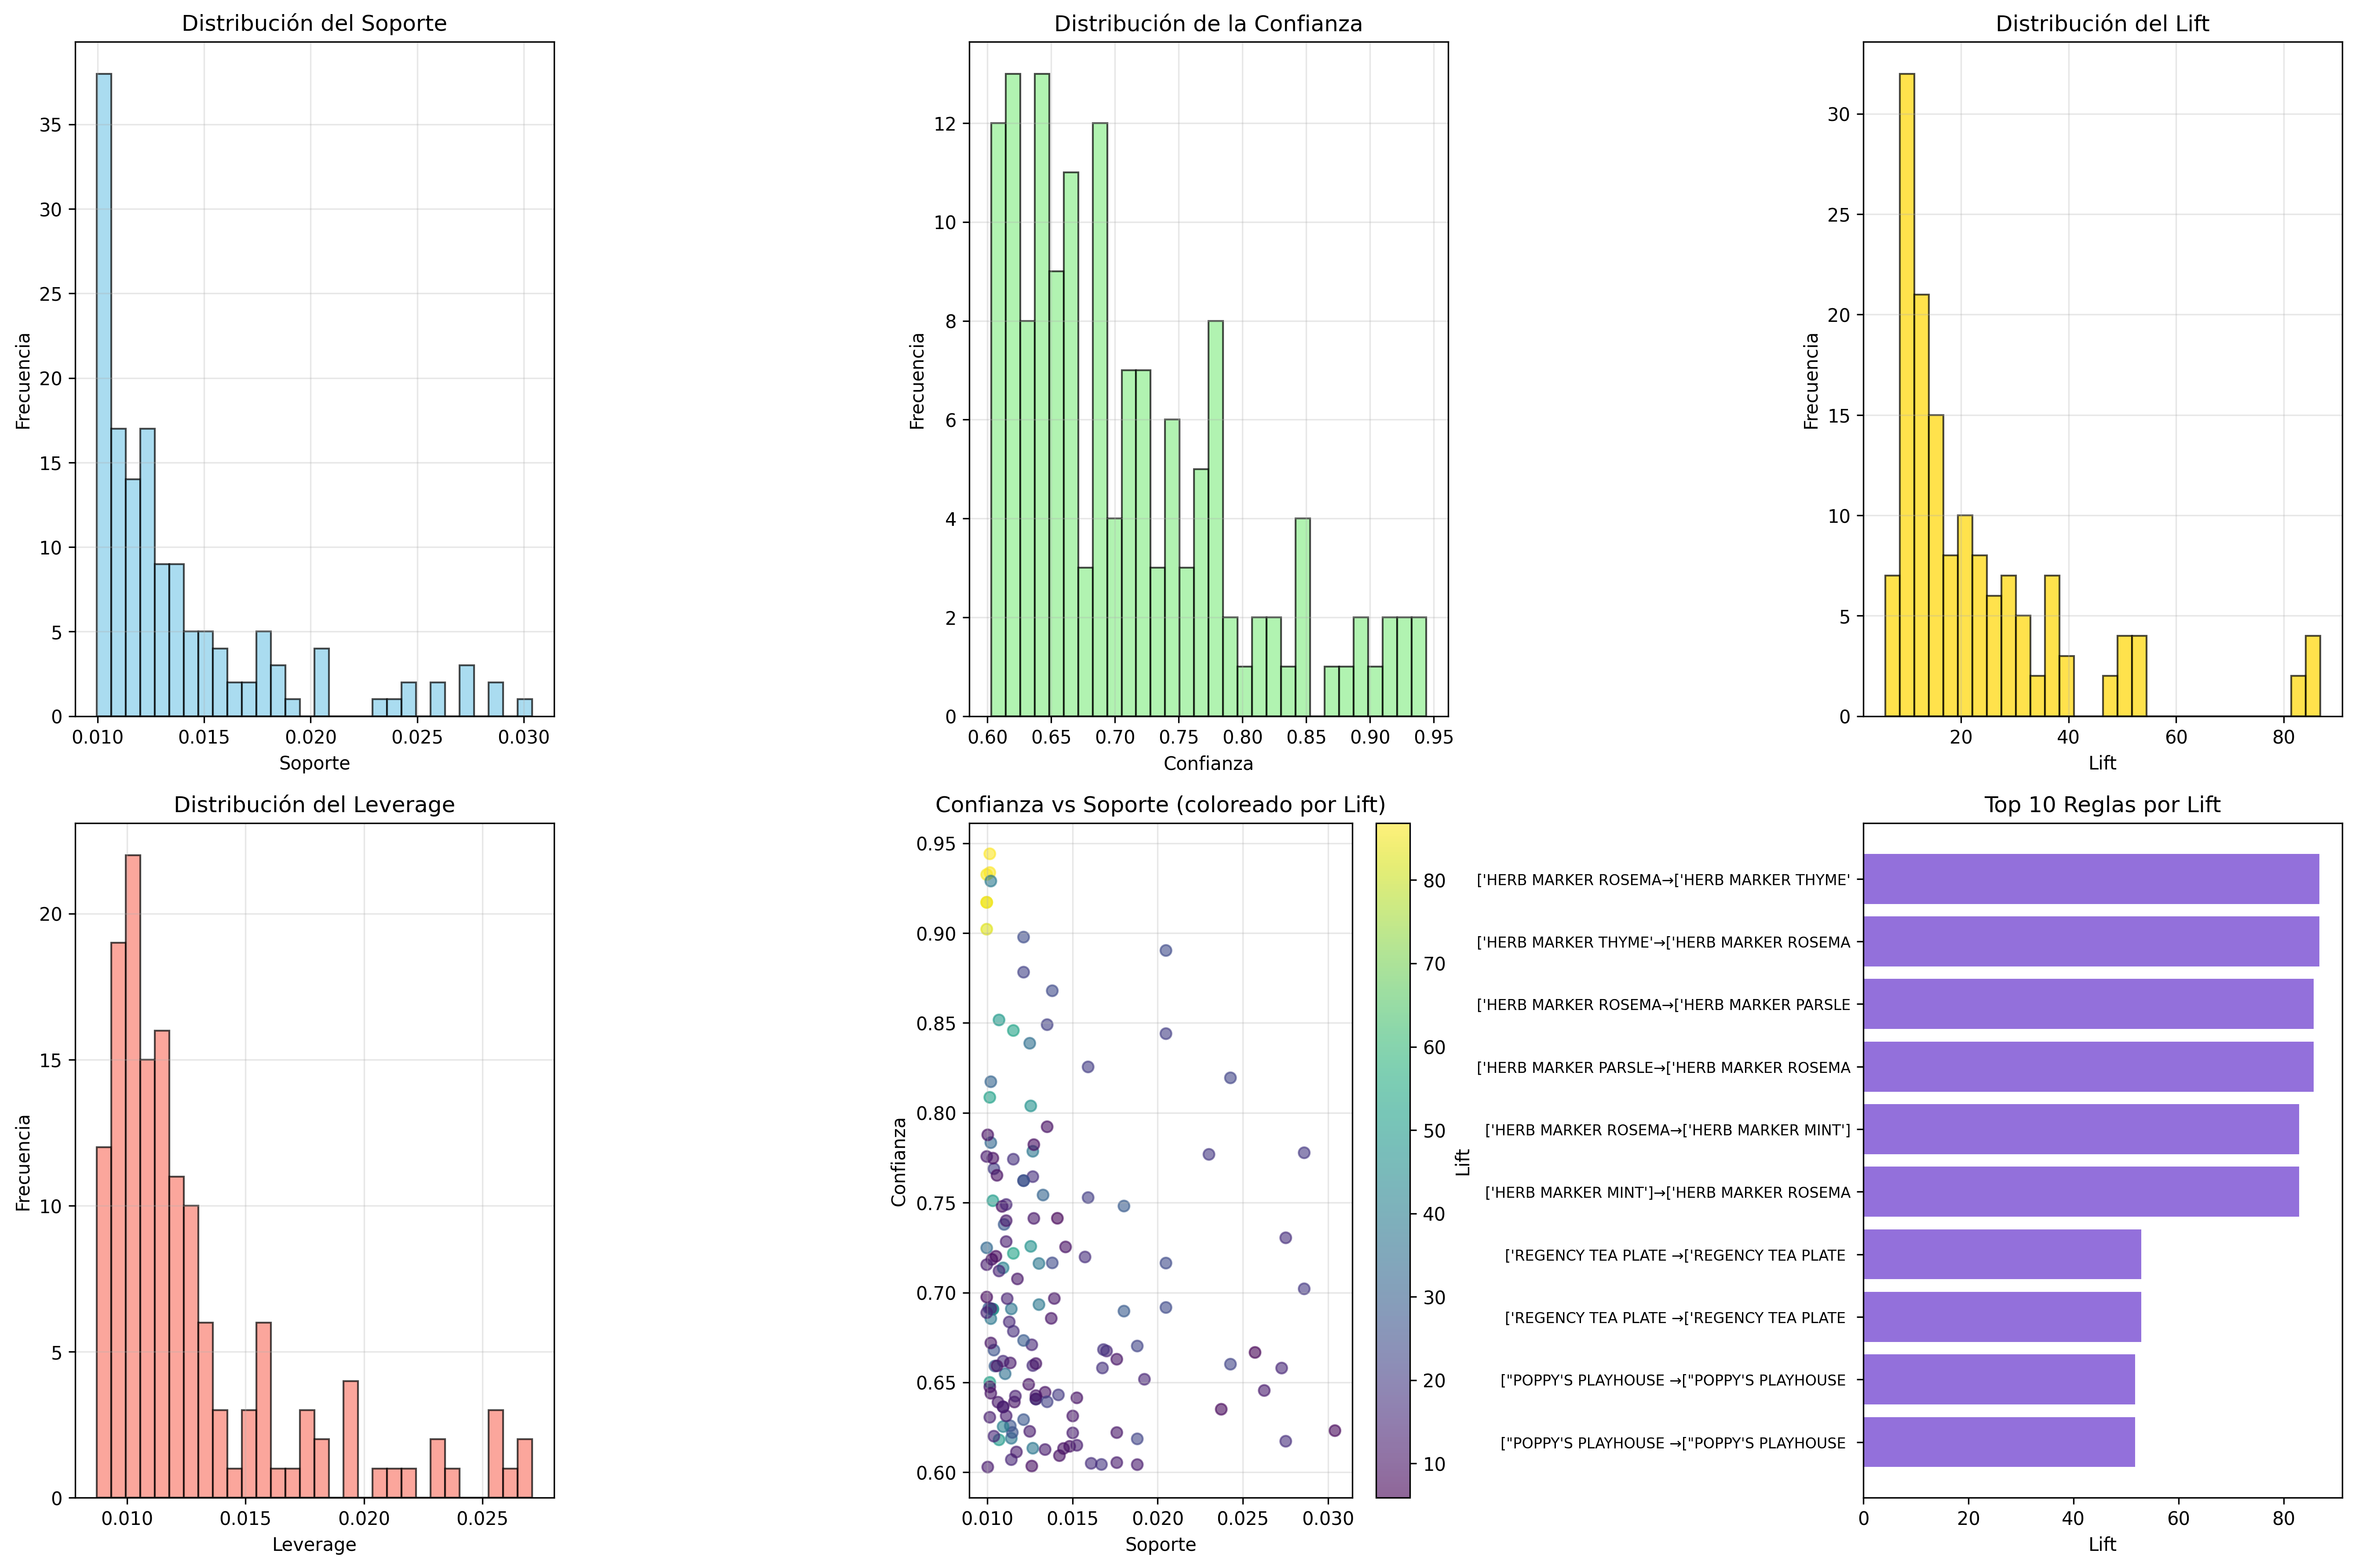 Distribución del Soporte
Frecuencia
35
30
25
20
15
10
5
0
0.010 0.015 0.020 0.025 0.030
Soporte
Distribución de la Confianza
Frecuencia
12
10
8
6
4
2
0
0.60 0.65 0.70 0.75 0.80 0.85 0.90 0.95
Confianza
Distribución del Lift
Frecuencia
30
25
20
15
10
5
0
20 40 60 80
Lift
Distribución del Leverage
Frecuencia
20
15
10
5
0
0.010 0.015 0.020 0.025
Leverage
Confianza vs Soporte (coloreado por Lift)
Confianza
0.95
0.90
0.85
0.80
0.75
0.70
0.65
0.60
0.010 0.015 0.020 0.025 0.030
Soporte
80
70
60
50
40
30
20
10
Lift
Top 10 Reglas por Lift
['HERB MARKER ROSEMA→['HERB MARKER THYME'
['HERB MARKER THYME'→['HERB MARKER ROSEMA
['HERB MARKER ROSEMA→['HERB MARKER PARSLE
['HERB MARKER PARSLE→['HERB MARKER ROSEMA
['HERB MARKER ROSEMA→['HERB MARKER MINT']
['HERB MARKER MINT']→['HERB MARKER ROSEMA
['REGENCY TEA PLATE →['REGENCY TEA PLATE
['REGENCY TEA PLATE →['REGENCY TEA PLATE
["POPPY'S PLAYHOUSE →["POPPY'S PLAYHOUSE
["POPPY'S PLAYHOUSE →["POPPY'S PLAYHOUSE
0 20 40 60 80
Lift